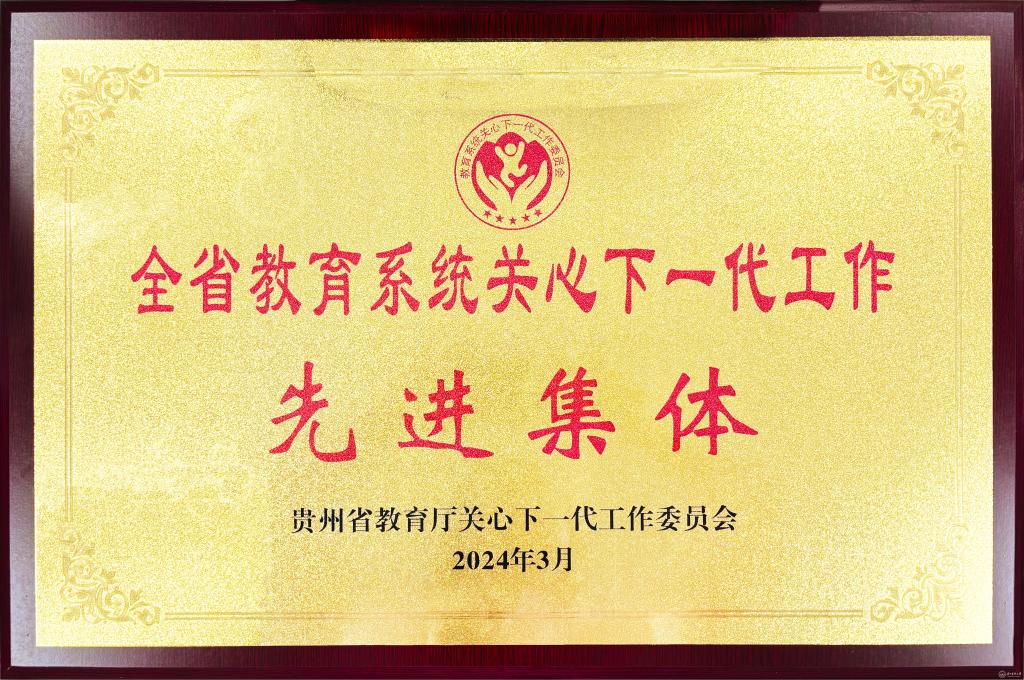 教育系统关心下一代工作委员会
全省教育系统关心下一代工作
先进集体
贵州省教育厅关心下一代工作委员会
2024年3月